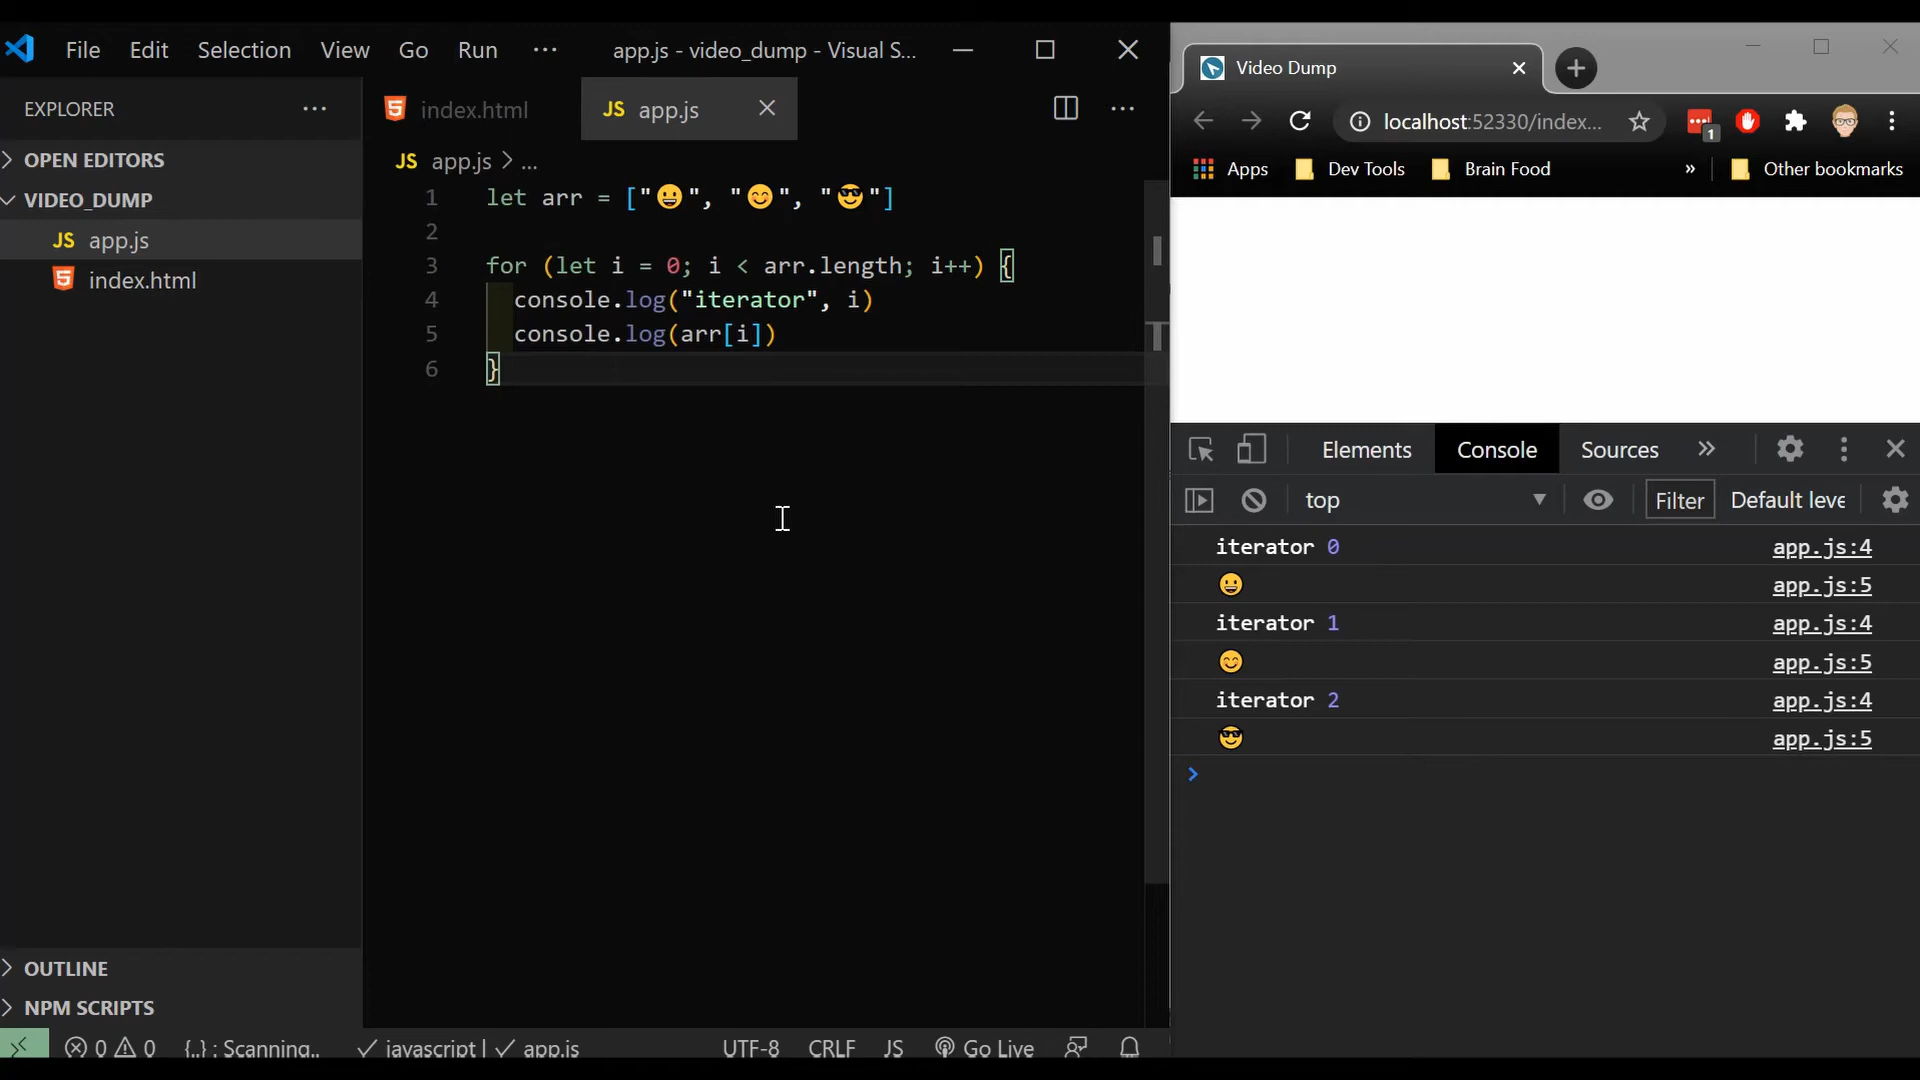 File Edit Selection View Go Run ... app.js - video_dump - Visual S...
EXPLORER ...
OPEN EDITORS
VIDEO_DUMP
JS app.js
index.html
index.html JS app.js
JS app.js > ...
1 let arr = ["😀", "😊", "😎"]
2
3 for (let i = 0; i < arr.length; i++) {
4 console.log("iterator", i)
5 console.log(arr[i])
6 }
OUTLINE
NPM SCRIPTS
0 0 {..} : Scanning.. javascript | app.js UTF-8 CRLF JS Go Live
Video Dump
localhost:52330/index... 1
Apps Dev Tools Brain Food » Other bookmarks
Elements Console Sources »
top Filter Default leve
iterator 0 app.js:4
😀 app.js:5
iterator 1 app.js:4
😊 app.js:5
iterator 2 app.js:4
😎 app.js:5
>